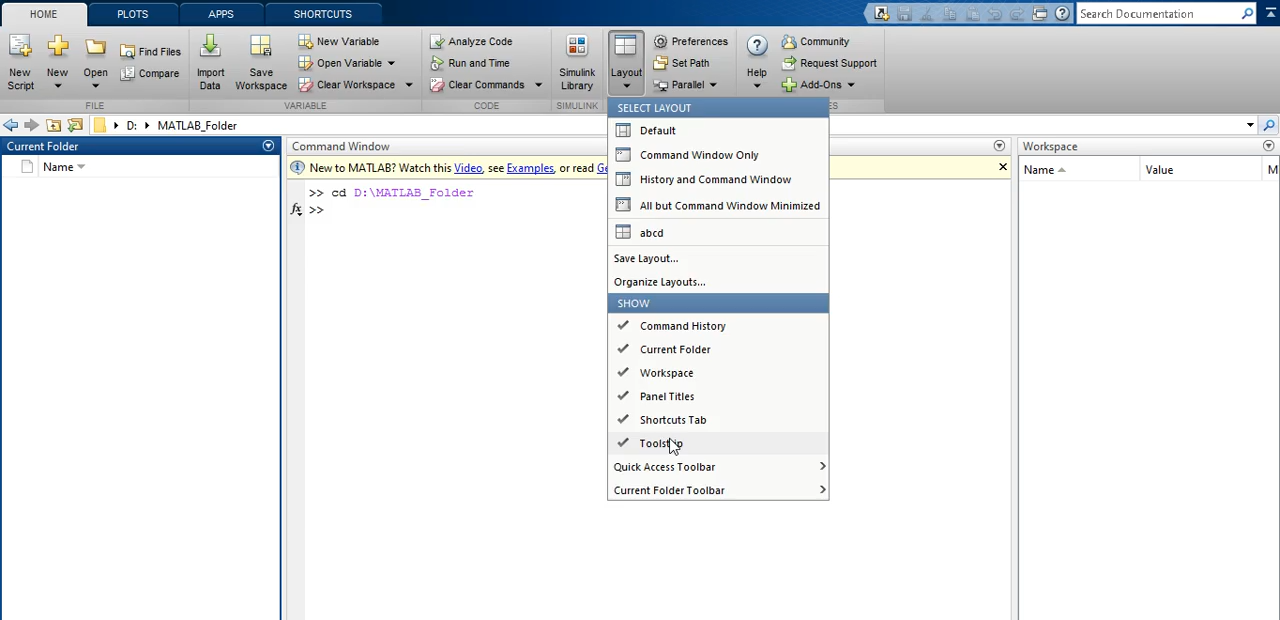 HOME PLOTS APPS SHORTCUTS Search Documentation
New Script New Open Find Files Compare Import Data Save Workspace New Variable Open Variable Clear Workspace Analyze Code Run and Time Clear Commands Simulink Library Layout Preferences Set Path Parallel Help Community Request Support Add-Ons
FILE VARIABLE CODE SIMULINK ES
D: MATLAB_Folder
Current Folder Command Window Workspace
Name Name Value M
New to MATLAB? Watch this Video, see Examples, or read Ge
>> cd D:\MATLAB_Folder
fx >>
SELECT LAYOUT
Default
Command Window Only
History and Command Window
All but Command Window Minimized
abcd
Save Layout...
Organize Layouts...
SHOW
Command History
Current Folder
Workspace
Panel Titles
Shortcuts Tab
Toolstrip
Quick Access Toolbar
Current Folder Toolbar